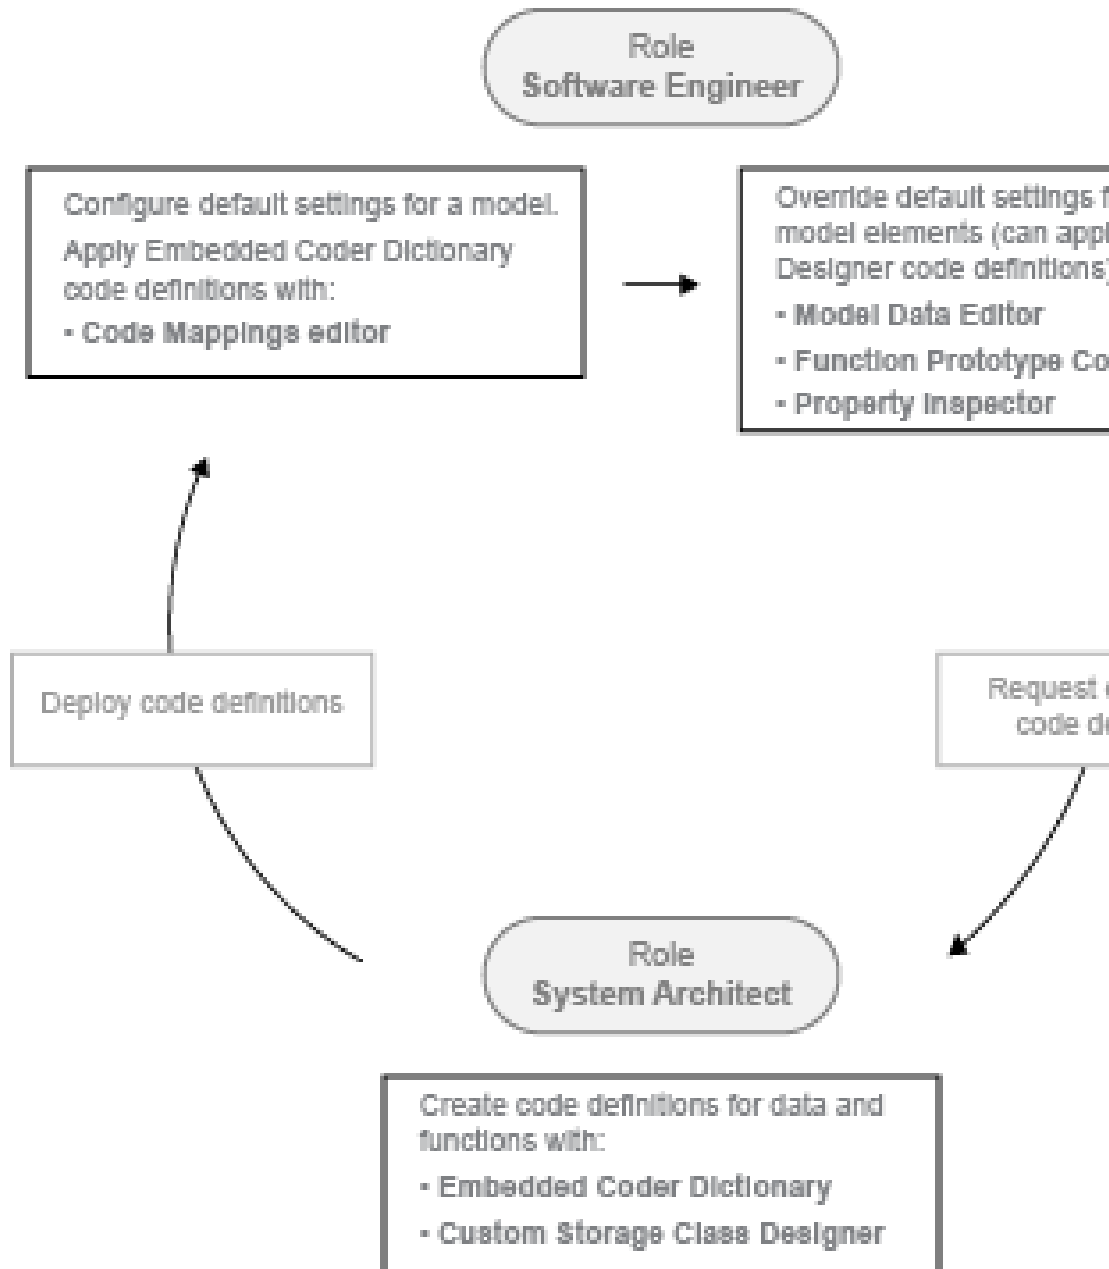 Role
Software Engineer
Configure default settings for a model.
Apply Embedded Coder Dictionary
code definitions with:
• Code Mappings editor
Override default settings f
model elements (can appl
Designer code definitions)
• Model Data Editor
• Function Prototype Co
• Property Inspector
Deploy code definitions
Request
code de
Role
System Architect
Create code definitions for data and
functions with:
• Embedded Coder Dictionary
• Custom Storage Class Designer